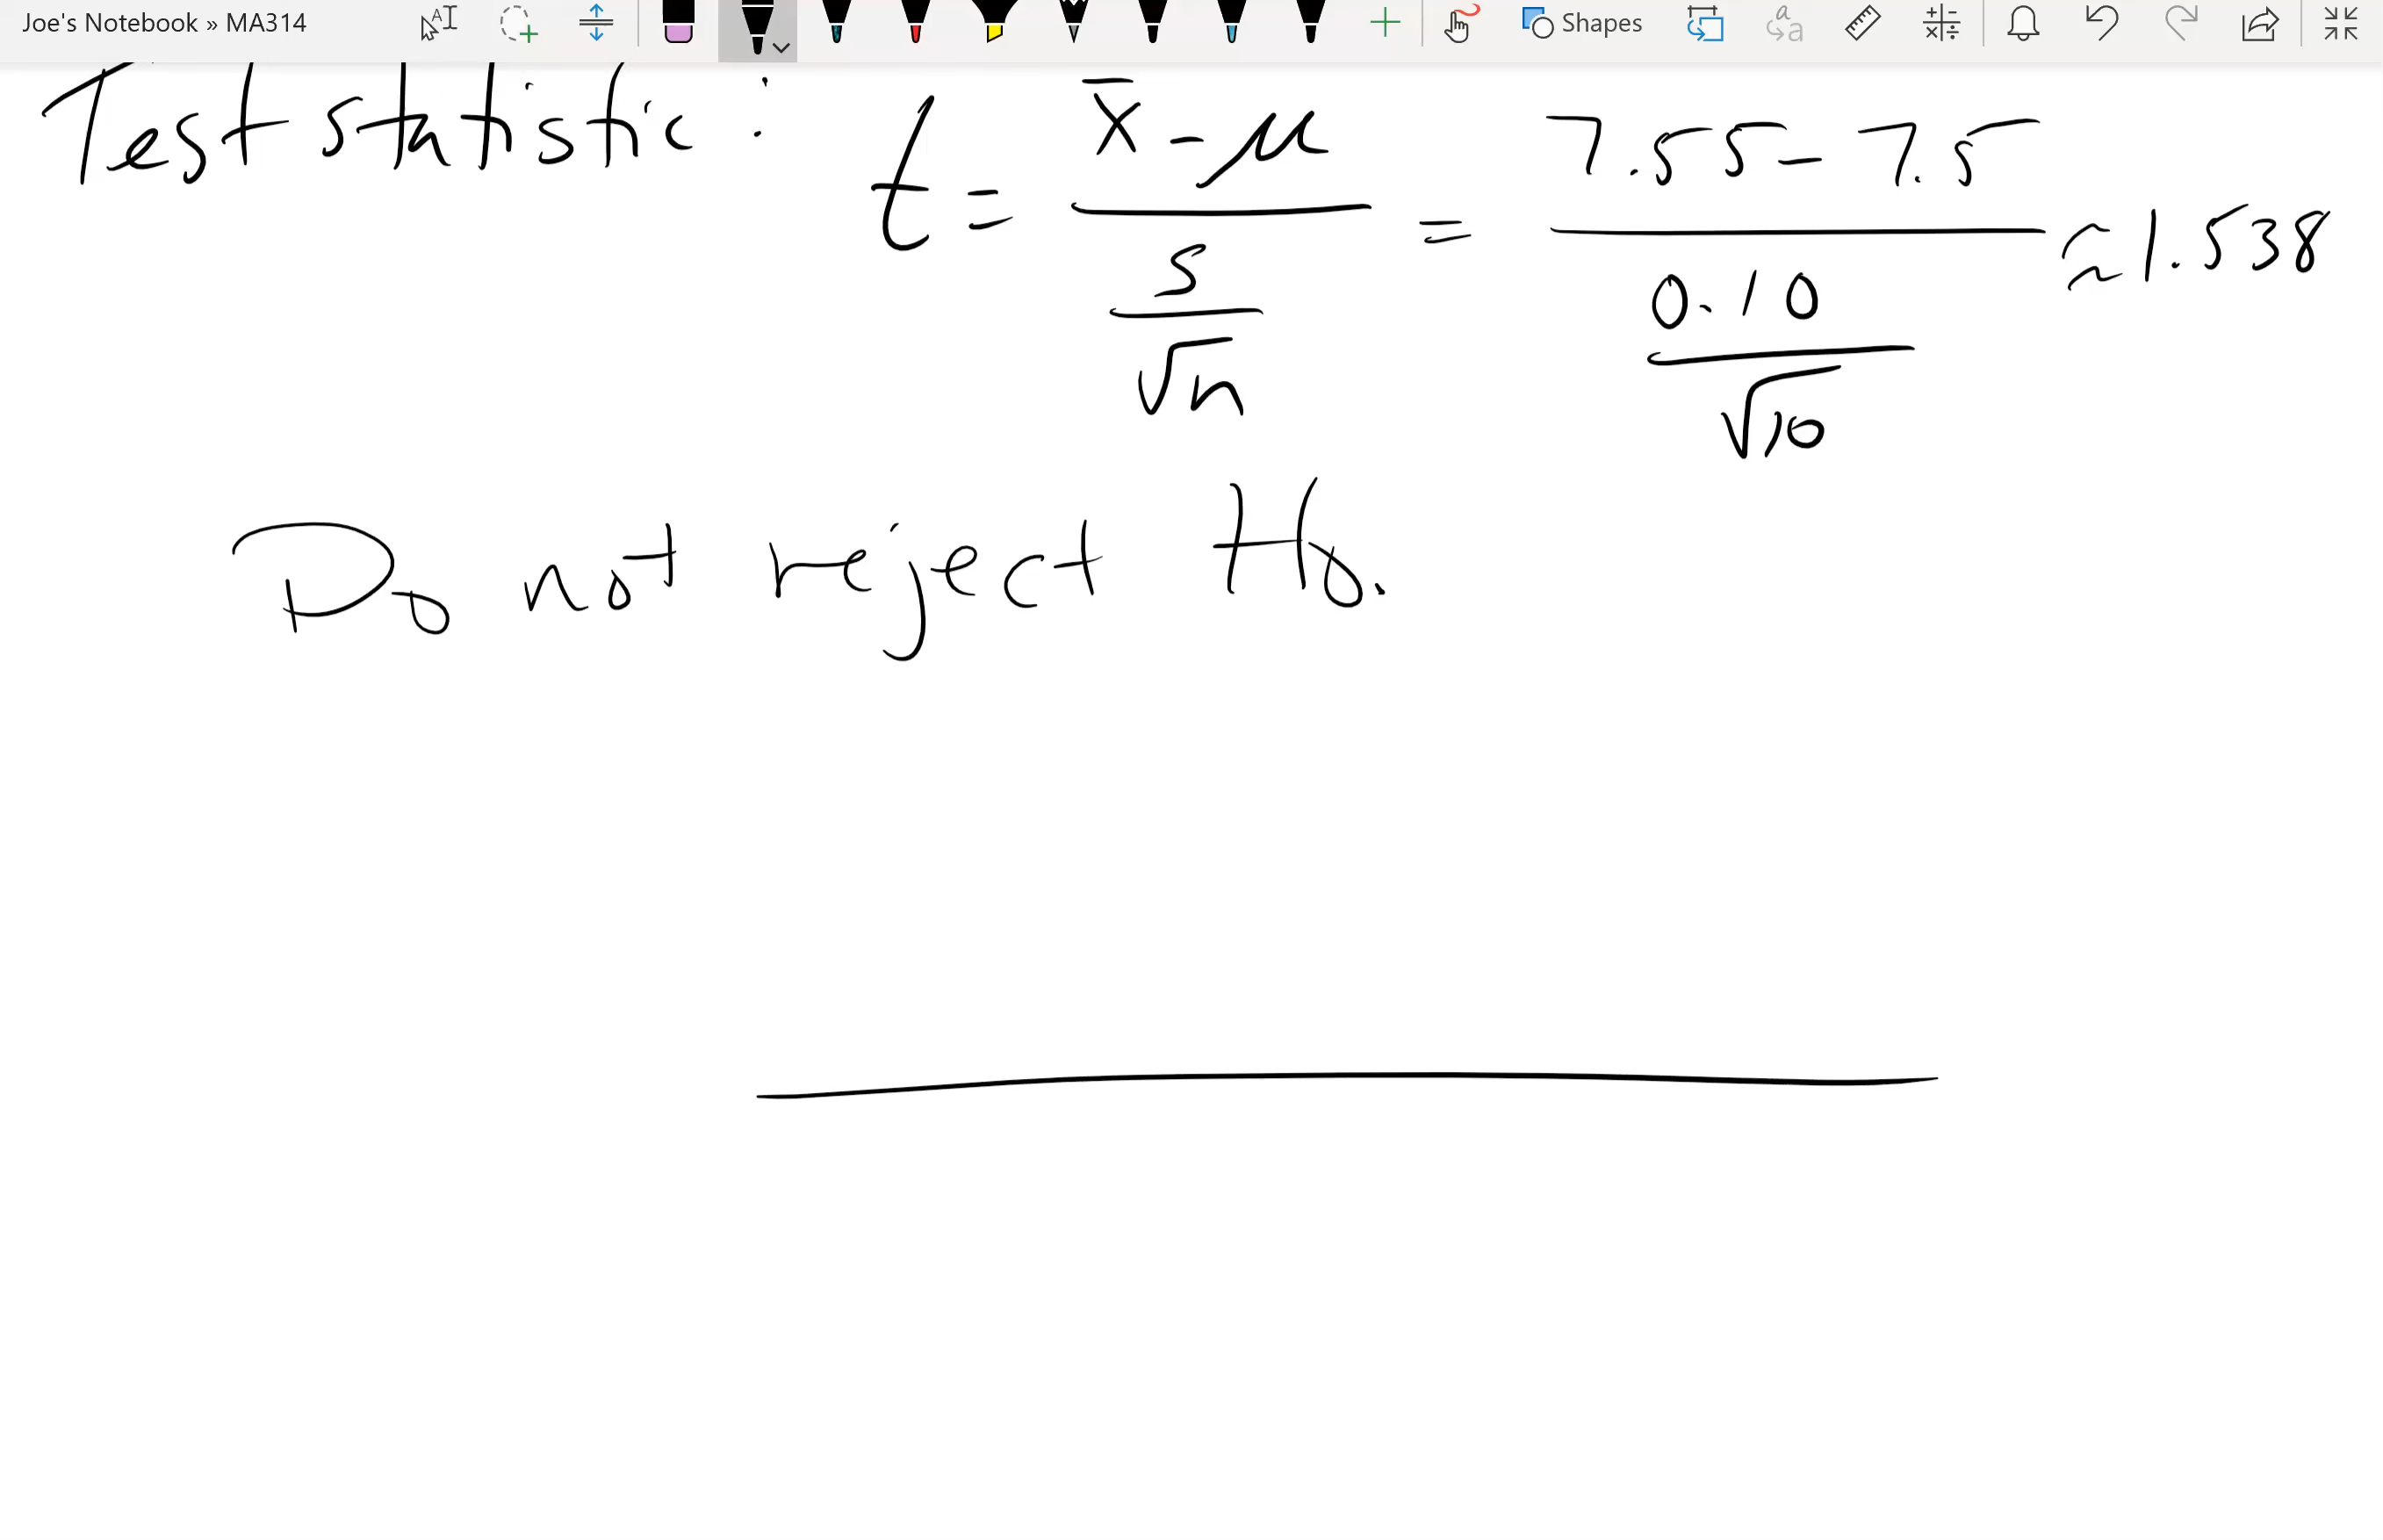 Joe's Notebook » MA314 Shapes
Test statistic: t = x̄ - μ / s / √n = 7.55 - 7.5 / 0.10 / √10 ≈ 1.538
Do not reject H0.